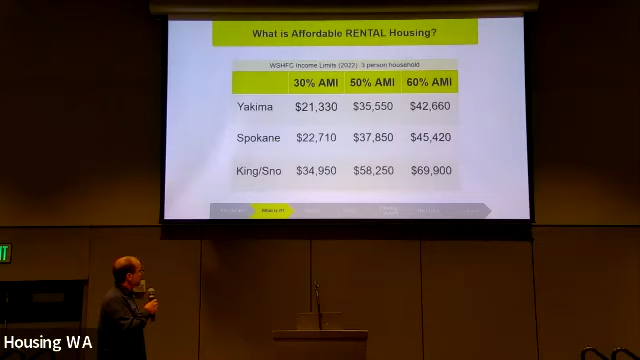 What is Affordable RENTAL Housing?
WSHFC Income Limits (2022): 3 person household
30% AMI 50% AMI 60% AMI
Yakima $21,330 $35,550 $42,660
Spokane $22,710 $37,850 $45,420
King/Sno $34,950 $58,250 $69,900
What is it?
IT
Housing WA